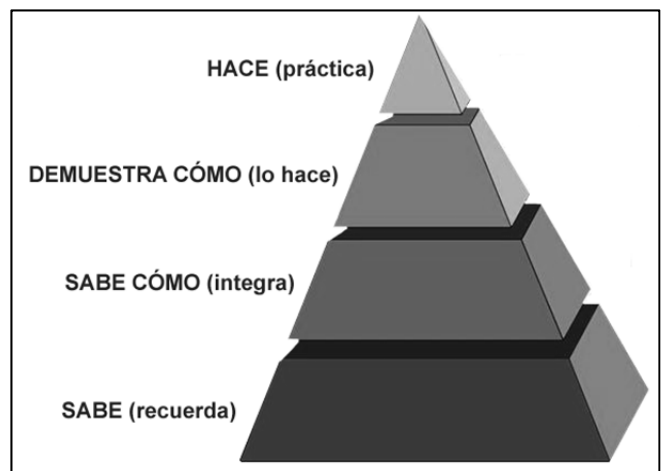 HACE (práctica)
DEMUESTRA CÓMO (lo hace)
SABE CÓMO (integra)
SABE (recuerda)